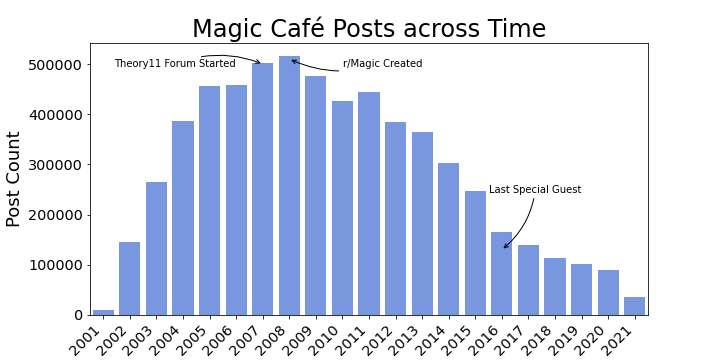 Magic Café Posts across Time
Post Count
500000
400000
300000
200000
100000
0
Theory11 Forum Started
r/Magic Created
Last Special Guest
2001 2002 2003 2004 2005 2006 2007 2008 2009 2010 2011 2012 2013 2014 2015 2016 2017 2018 2019 2020 2021